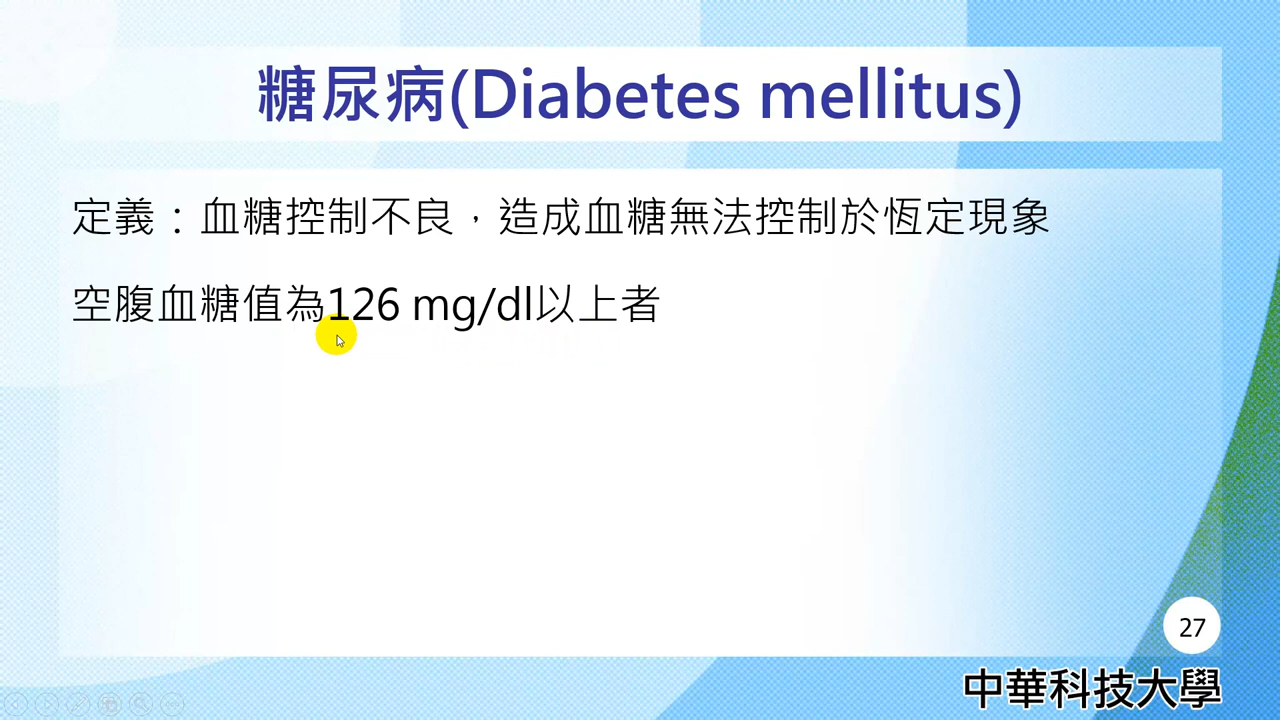 糖尿病(Diabetes mellitus)
定義：血糖控制不良，造成血糖無法控制於恆定現象
空腹血糖值為126 mg/dl以上者
27
中華科技大學